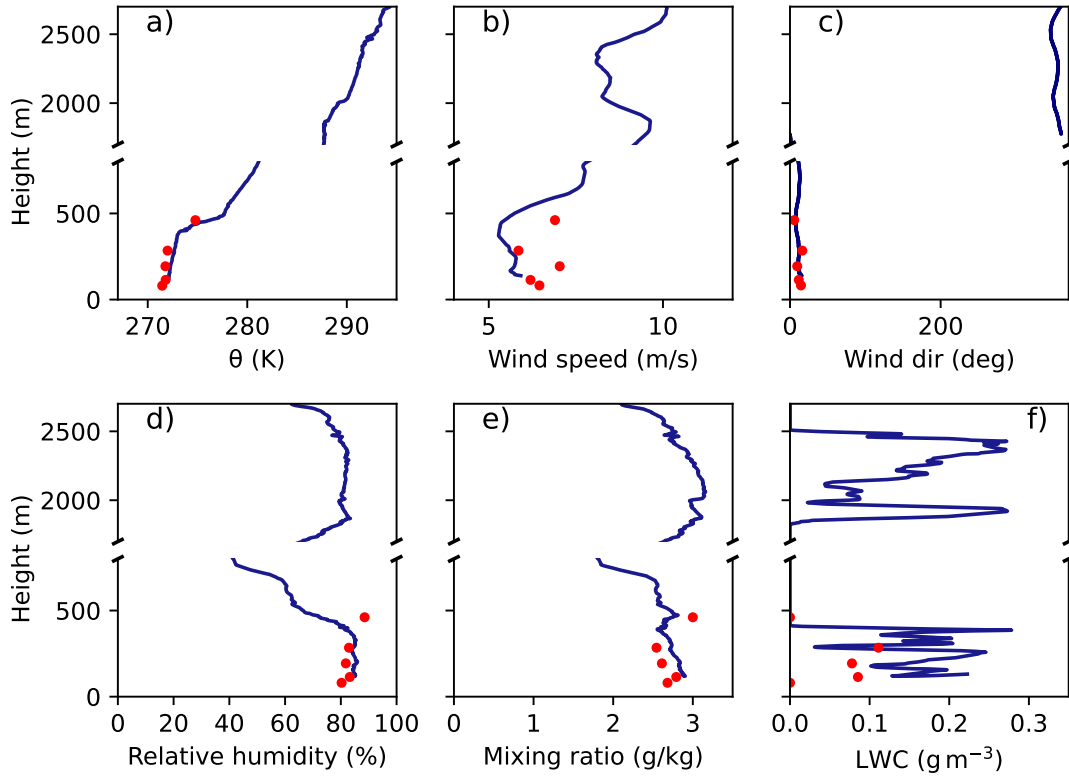 a)
b)
c)
2500
2000
500
0
Height (m)
270
280
290
θ (K)
5
10
Wind speed (m/s)
0
200
Wind dir (deg)
d)
e)
f)
2500
2000
500
0
Height (m)
0
20
40
60
80
100
Relative humidity (%)
0
1
2
3
Mixing ratio (g/kg)
0.0
0.1
0.2
0.3
LWC (g m⁻³)